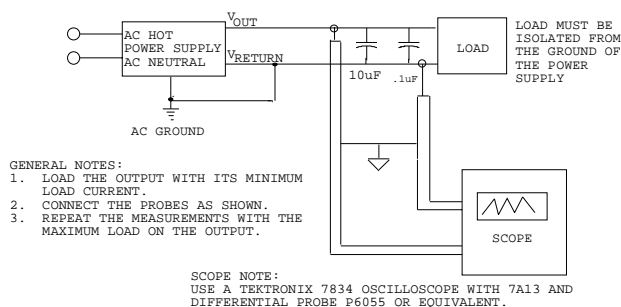 VOUT
AC HOT
POWER SUPPLY
AC NEUTRAL
VRETURN
10uF
.1uF
LOAD
LOAD MUST BE
ISOLATED FROM
THE GROUND OF
THE POWER
SUPPLY
AC GROUND
GENERAL NOTES:
1. LOAD THE OUTPUT WITH ITS MINIMUM
LOAD CURRENT.
2. CONNECT THE PROBES AS SHOWN.
3. REPEAT THE MEASUREMENTS WITH THE
MAXIMUM LOAD ON THE OUTPUT.
SCOPE
SCOPE NOTE:
USE A TEKTRONIX 7834 OSCILLOSCOPE WITH 7A13 AND
DIFFERENTIAL PROBE P6055 OR EQUIVALENT.